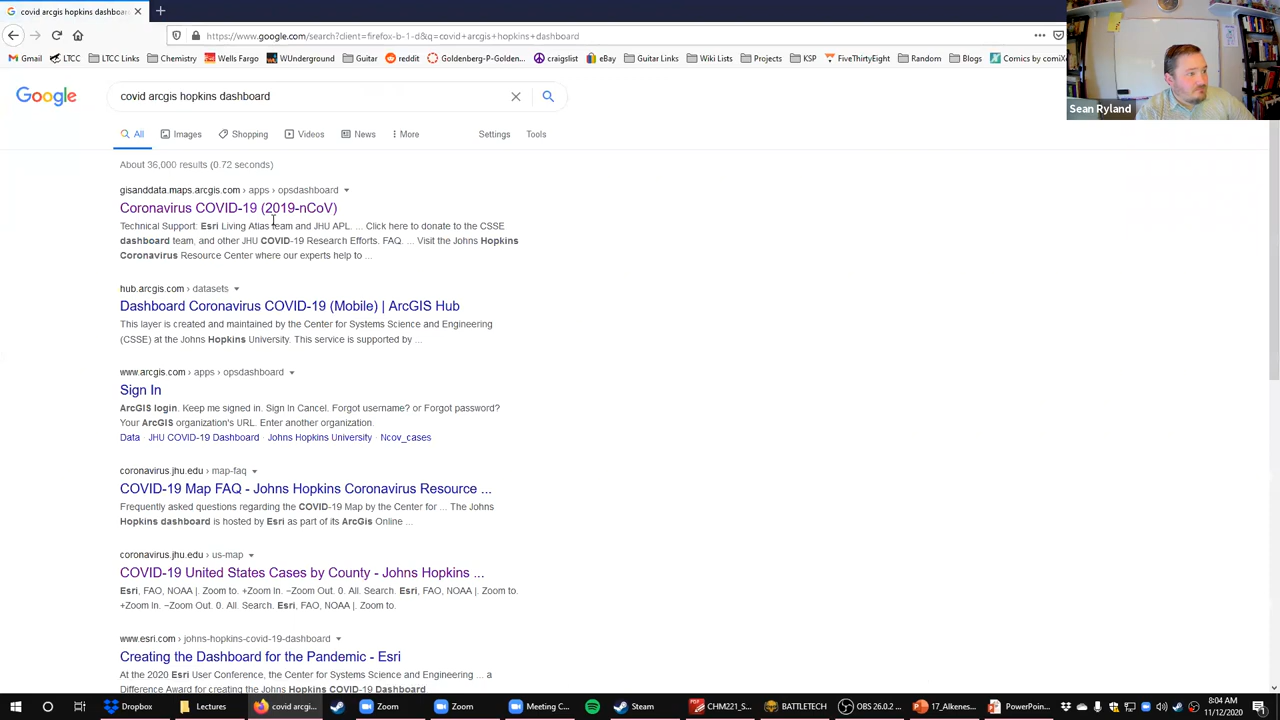 covid arcgis hopkins dashboard
https://www.google.com/search?client=firefox-b-1-d&q=covid+arcgis+hopkins+dashboard
Gmail LTCC LTCC Links Chemistry Wells Fargo WUnderground Guitar reddit Goldenberg-P-Golden... craigslist eBay Guitar Links Wiki Lists Projects KSP FiveThirtyEight Random Blogs Comics by comiX
Google
covid arcgis hopkins dashboard
Sean Ryland
All Images Shopping Videos News More Settings Tools
About 36,000 results (0.72 seconds)
gisanddata.maps.arcgis.com › apps › opsdashboard
Coronavirus COVID-19 (2019-nCoV)
Technical Support: Esri Living Atlas team and JHU APL. ... Click here to donate to the CSSE
dashboard team, and other JHU COVID-19 Research Efforts. FAQ. ... Visit the Johns Hopkins
Coronavirus Resource Center where our experts help to ...
hub.arcgis.com › datasets
Dashboard Coronavirus COVID-19 (Mobile) | ArcGIS Hub
This layer is created and maintained by the Center for Systems Science and Engineering
(CSSE) at the Johns Hopkins University. This service is supported by ...
www.arcgis.com › apps › opsdashboard
Sign In
ArcGIS login. Keep me signed in. Sign In Cancel. Forgot username? or Forgot password?
Your ArcGIS organization's URL. Enter another organization.
Data · JHU COVID-19 Dashboard · Johns Hopkins University · Ncov_cases
coronavirus.jhu.edu › map-faq
COVID-19 Map FAQ - Johns Hopkins Coronavirus Resource ...
Frequently asked questions regarding the COVID-19 Map by the Center for ... The Johns
Hopkins dashboard is hosted by Esri as part of its ArcGis Online ...
coronavirus.jhu.edu › us-map
COVID-19 United States Cases by County - Johns Hopkins ...
Esri, FAO, NOAA |. Zoom to. +Zoom In. −Zoom Out. 0. All. Search. Esri, FAO, NOAA |. Zoom to.
+Zoom In. −Zoom Out. 0. All. Search. Esri, FAO, NOAA |. Zoom to.
www.esri.com › johns-hopkins-covid-19-dashboard
Creating the Dashboard for the Pandemic - Esri
At the 2020 Esri User Conference, the Center for Systems Science and Engineering ... a
Difference Award for creating the Johns Hopkins COVID-19 Dashboard
Dropbox Lectures covid arcgi... Zoom Zoom Meeting C... Steam CHM221_S... BATTLETECH OBS 26.0.2 ... 17_Alkenes... PowerPoin...
8:04 AM
11/12/2020